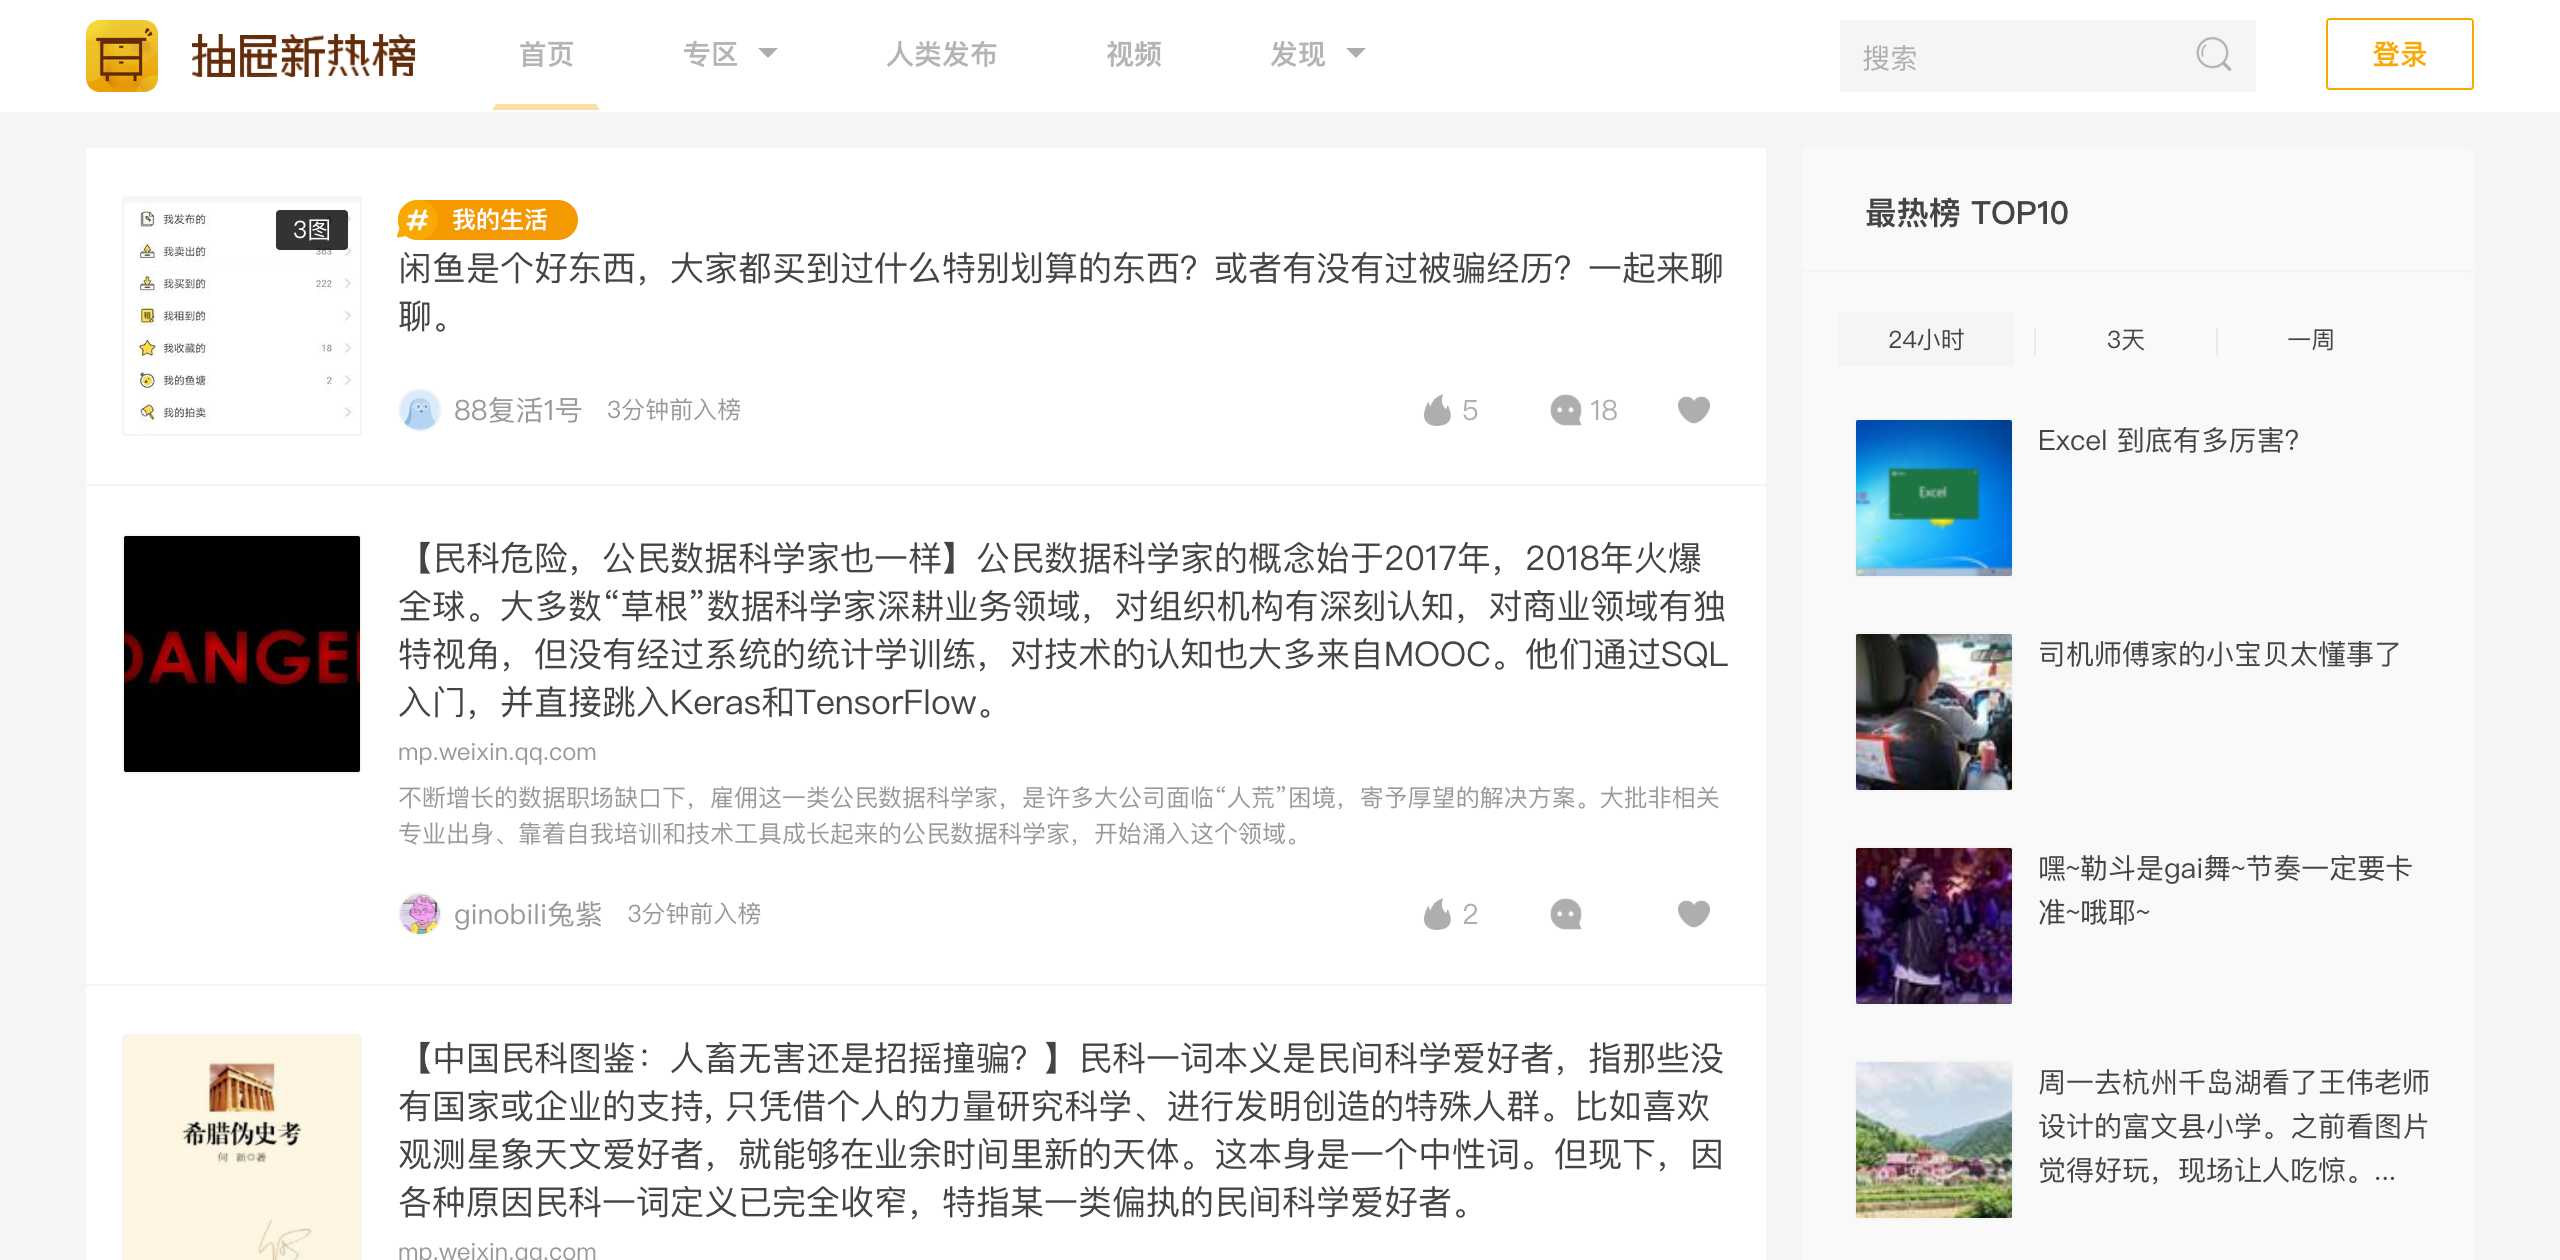 抽屉新热榜
首页
专区
人类发布
视频
发现
搜索
登录
我发布的
3图
我卖出的
303
我买到的
222
我租到的
我收藏的
18
我的鱼塘
2
我的拍卖
# 我的生活
闲鱼是个好东西，大家都买到过什么特别划算的东西？或者有没有过被骗经历？一起来聊
聊。
88复活1号 3分钟前入榜
5
18
DANGER
【民科危险，公民数据科学家也一样】公民数据科学家的概念始于2017年，2018年火爆
全球。大多数“草根”数据科学家深耕业务领域，对组织机构有深刻认知，对商业领域有独
特视角，但没有经过系统的统计学训练，对技术的认知也大多来自MOOC。他们通过SQL
入门，并直接跳入Keras和TensorFlow。
mp.weixin.qq.com
不断增长的数据职场缺口下，雇佣这一类公民数据科学家，是许多大公司面临“人荒”困境，寄予厚望的解决方案。大批非相关
专业出身、靠着自我培训和技术工具成长起来的公民数据科学家，开始涌入这个领域。
ginobili兔紫 3分钟前入榜
2
希腊伪史考
何 新◎著
【中国民科图鉴：人畜无害还是招摇撞骗？】民科一词本义是民间科学爱好者，指那些没
有国家或企业的支持, 只凭借个人的力量研究科学、进行发明创造的特殊人群。比如喜欢
观测星象天文爱好者，就能够在业余时间里新的天体。这本身是一个中性词。但现下，因
各种原因民科一词定义已完全收窄，特指某一类偏执的民间科学爱好者。
mp.weixin.qq.com
最热榜 TOP10
24小时
3天
一周
Excel
Excel 到底有多厉害？
司机师傅家的小宝贝太懂事了
嘿~勒斗是gai舞~节奏一定要卡
准~哦耶~
周一去杭州千岛湖看了王伟老师
设计的富文县小学。之前看图片
觉得好玩，现场让人吃惊。...